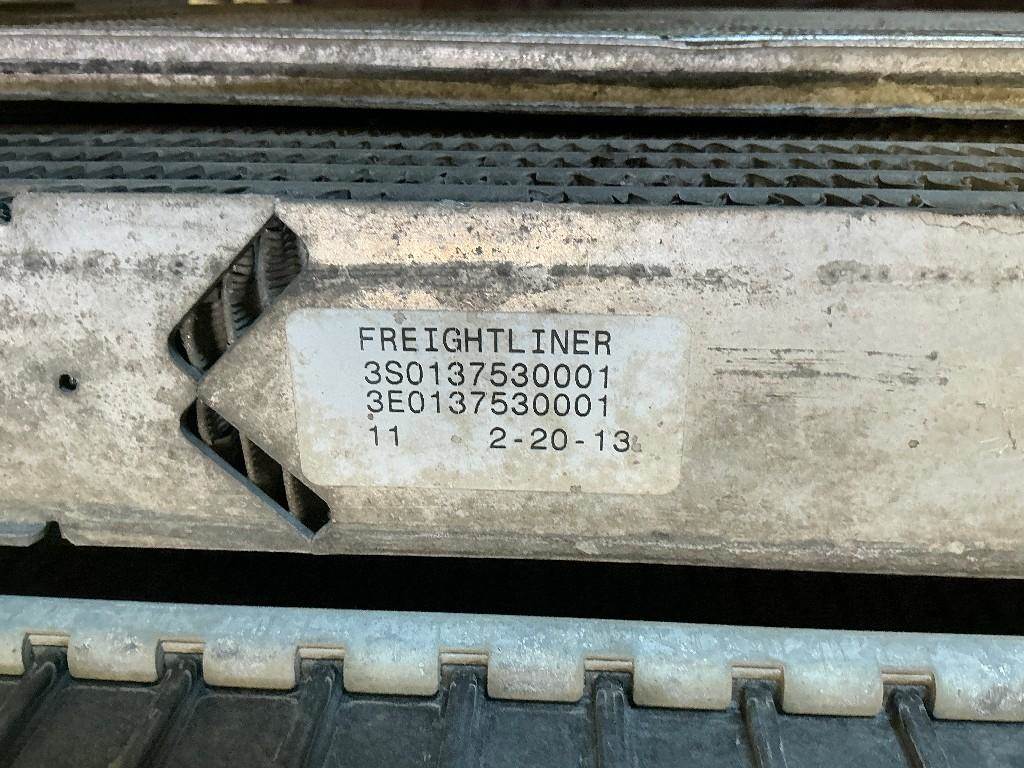 FREIGHTLINER
3S0137530001
3E0137530001
11 2-20-13